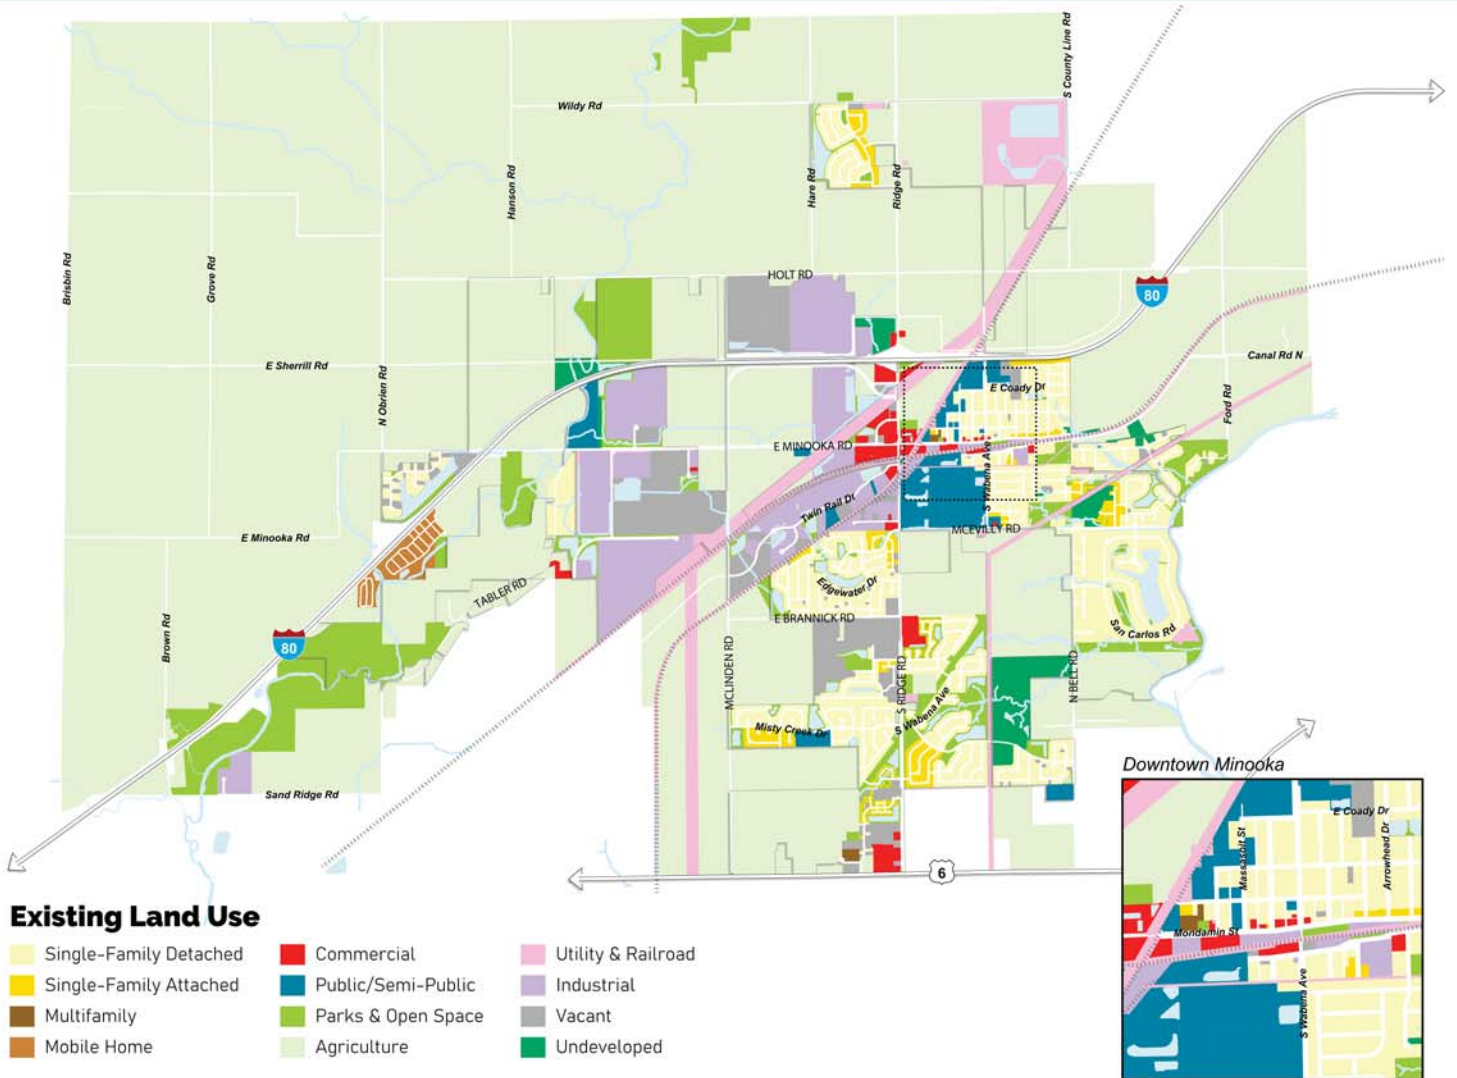 S County Line Rd
Wildy Rd
Hanson Rd
Hare Rd
Ridge Rd
Brisbin Rd
Grove Rd
HOLT RD
80
E Sherrill Rd
N Obrien Rd
Canal Rd N
Ford Rd
E Coady Dr
E MINOOKA RD
S Wabena Ave
Twin Rail Dr
MCEVILLY RD
E Minooka Rd
TABLER RD
Edgewater Dr
E BRANNICK RD
Brown Rd
80
San Carlos Rd
MCLINDEN RD
S RIDGE RD
N BELL RD
S Wabena Ave
Misty Creek Dr
Sand Ridge Rd
6
Downtown Minooka
E Coady Dr
Massasoit St
Arrowhead Dr
Mondamin St
S Wabena Ave
Existing Land Use
Single-Family Detached
Single-Family Attached
Multifamily
Mobile Home
Commercial
Public/Semi-Public
Parks & Open Space
Agriculture
Utility & Railroad
Industrial
Vacant
Undeveloped